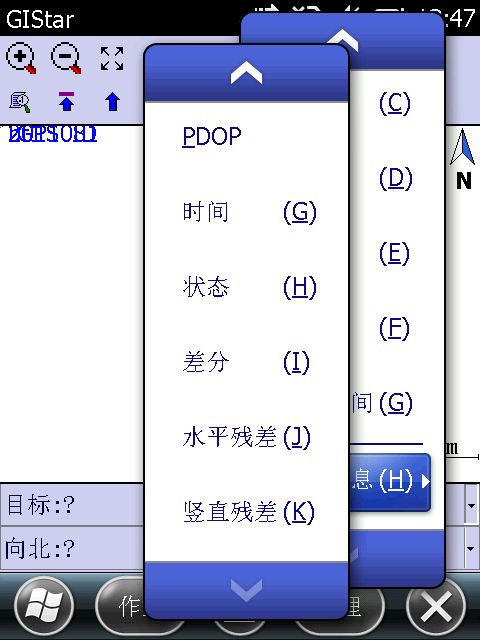 GIStar
:47
PDOP
时间 (G)
状态 (H)
差分 (I)
水平残差 (J)
竖直残差 (K)
(C)
(D)
(E)
(F)
间 (G)
息 (H)
N
m
目标:?
向北:?
作
理